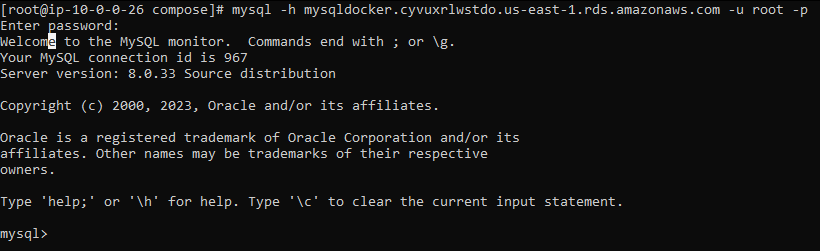 [root@ip-10-0-0-26 compose]# mysql -h mysqldocker.cyvuxrlwstdo.us-east-1.rds.amazonaws.com -u root -p
Enter password:
Welcome to the MySQL monitor.  Commands end with ; or \g.
Your MySQL connection id is 967
Server version: 8.0.33 Source distribution
Copyright (c) 2000, 2023, Oracle and/or its affiliates.
Oracle is a registered trademark of Oracle Corporation and/or its
affiliates. Other names may be trademarks of their respective
owners.
Type 'help;' or '\h' for help. Type '\c' to clear the current input statement.
mysql>